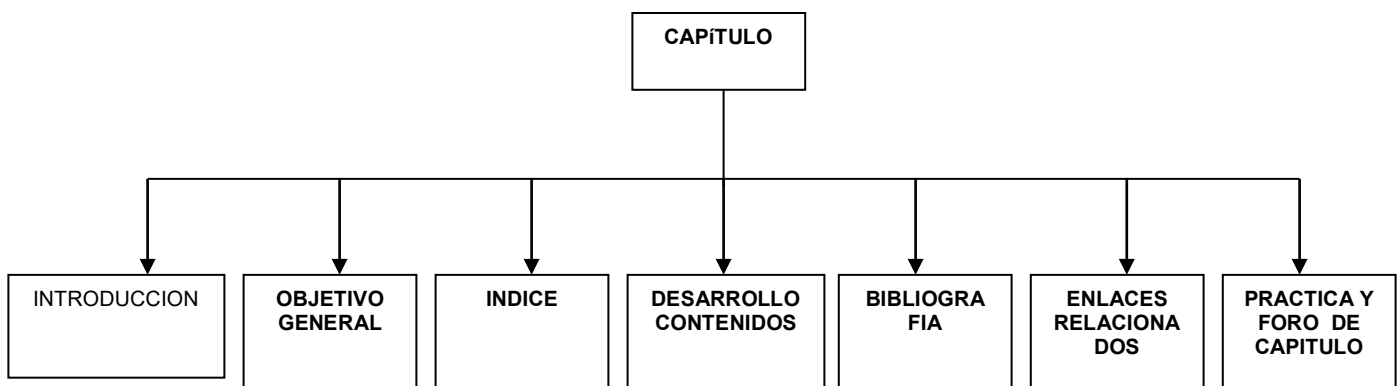 CAPíTULO
INTRODUCCION
OBJETIVO
GENERAL
INDICE
DESARROLLO
CONTENIDOS
BIBLIOGRA
FIA
ENLACES
RELACIONA
DOS
PRACTICA Y
FORO DE
CAPITULO